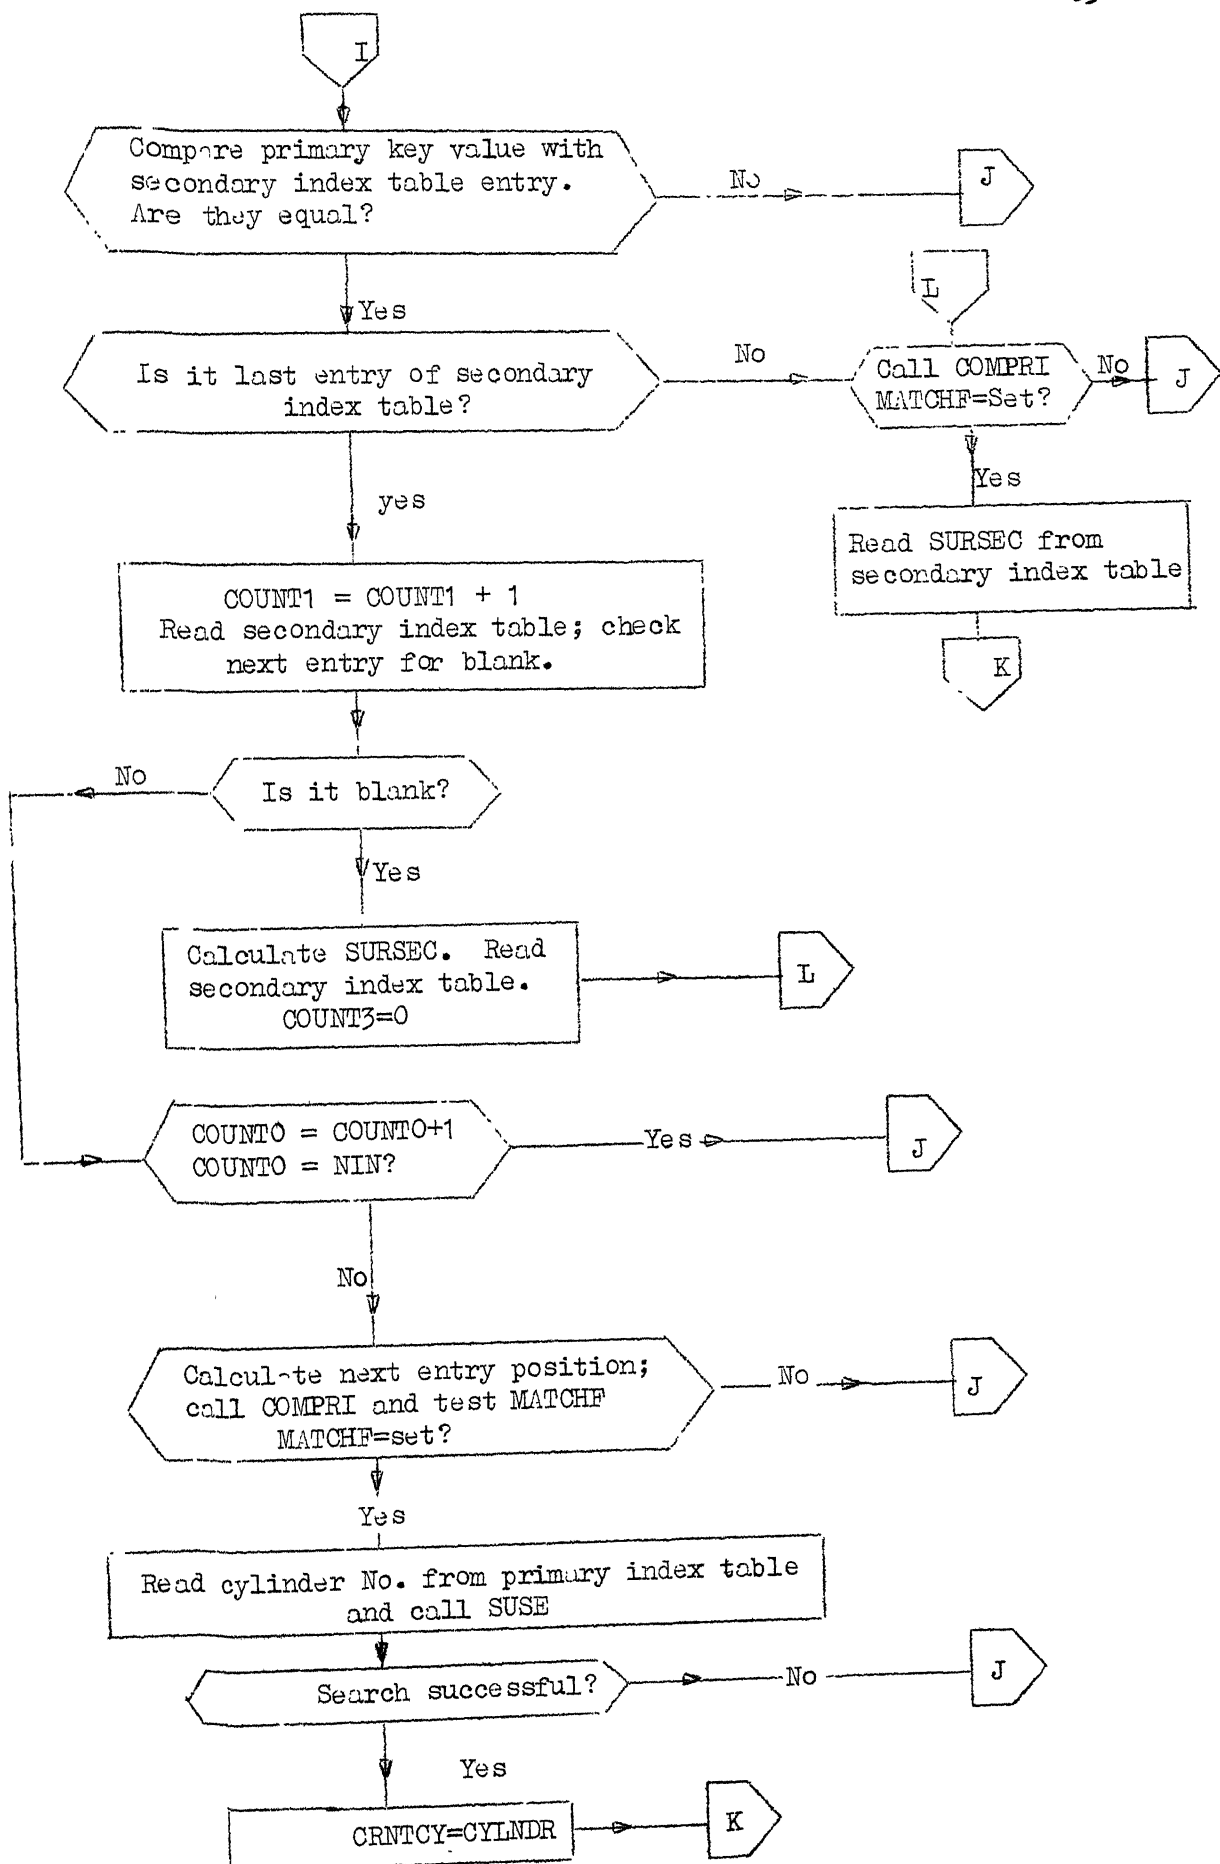 I
Compare primary key value with
secondary index table entry.
Are they equal?
No
J
Yes
L
Is it last entry of secondary
index table?
No
Call COMPRI
MATCHF=Set?
No
J
yes
Yes
Read SURSEC from
secondary index table
COUNT1 = COUNT1 + 1
Read secondary index table; check
next entry for blank.
K
No
Is it blank?
Yes
Calculate SURSEC. Read
secondary index table.
COUNT3=0
L
COUNTO = COUNTO+1
COUNTO = NIN?
Yes
J
No
Calculate next entry position;
call COMPRI and test MATCHF
MATCHF=set?
No
J
Yes
Read cylinder No. from primary index table
and call SUSE
Search successful?
No
J
Yes
CRNTCY=CYLNDR
K